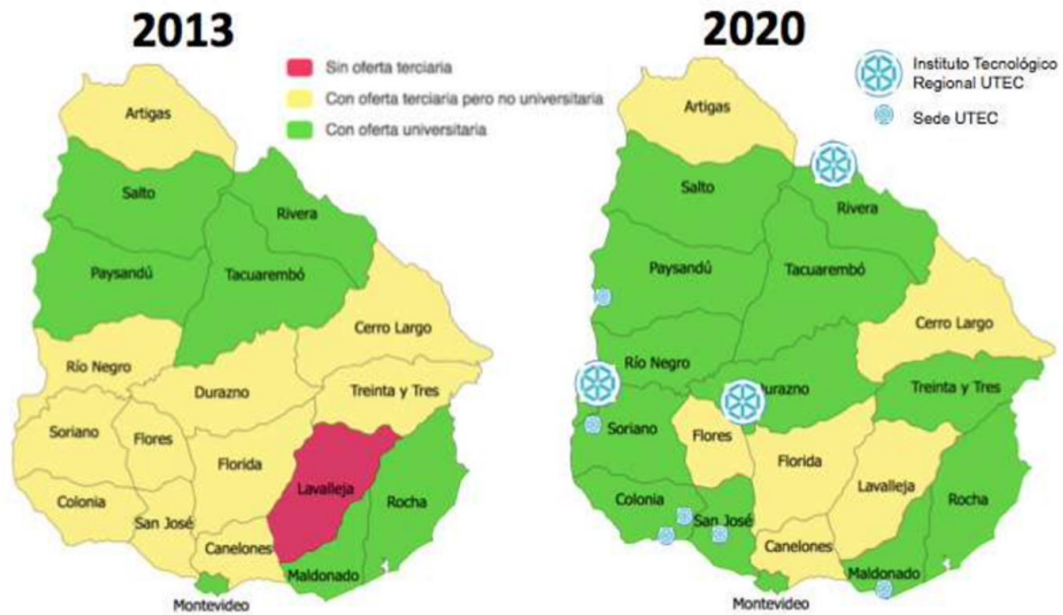 2013
Sin oferta terciaria
Con oferta terciaria pero no universitaria
Con oferta universitaria
Artigas
Salto
Rivera
Paysandú
Tacuarembó
Cerro Largo
Río Negro
Durazno
Treinta y Tres
Soriano
Flores
Florida
Lavalleja
Rocha
Colonia
San José
Canelones
Maldonado
Montevideo
2020
Instituto Tecnológico
Regional UTEC
Sede UTEC
Artigas
Salto
Rivera
Paysandú
Tacuarembó
Cerro Largo
Río Negro
Durazno
Treinta y Tres
Soriano
Flores
Florida
Lavalleja
Rocha
Colonia
San José
Canelones
Maldonado
Montevideo